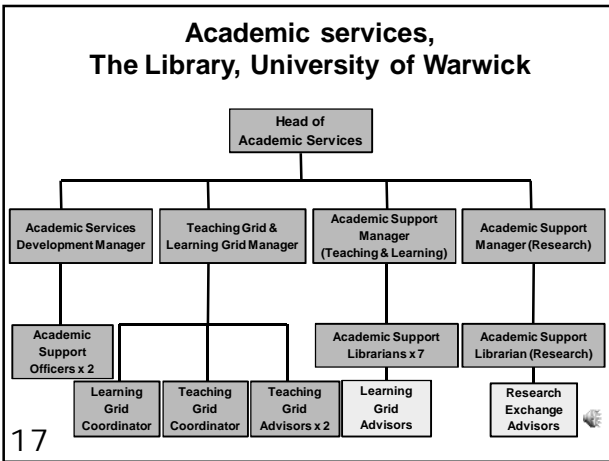 Academic services,
The Library, University of Warwick
Head of
Academic Services
Academic Services
Development Manager
Teaching Grid &
Learning Grid Manager
Academic Support
Manager
(Teaching & Learning)
Academic Support
Manager (Research)
Academic
Support
Officers x 2
Academic Support
Librarians x 7
Academic Support
Librarian (Research)
Learning
Grid
Coordinator
Teaching
Grid
Coordinator
Teaching
Grid
Advisors x 2
Learning
Grid
Advisors
Research
Exchange
Advisors
17